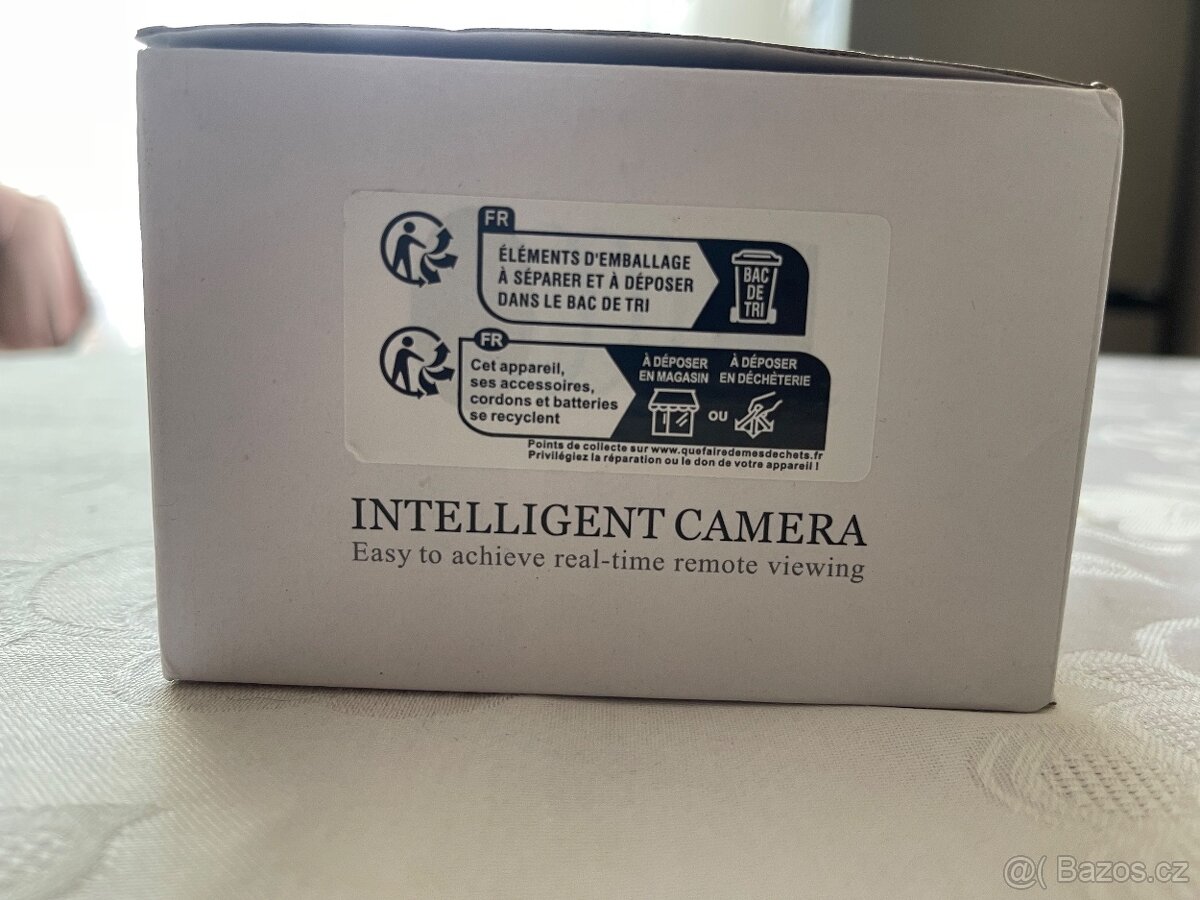 FR
ÉLÉMENTS D'EMBALLAGE
À SÉPARER ET À DÉPOSER
DANS LE BAC DE TRI
BAC
DE
TRI
FR
Cet appareil,
ses accessoires,
cordons et batteries
se recyclent
À DÉPOSER
EN MAGASIN
OU
À DÉPOSER
EN DÉCHÈTERIE
Points de collecte sur www.quefairedemesdechets.fr
Privilégiez la réparation ou le don de votre appareil !
INTELLIGENT CAMERA
Easy to achieve real-time remote viewing
@( Bazos.cz